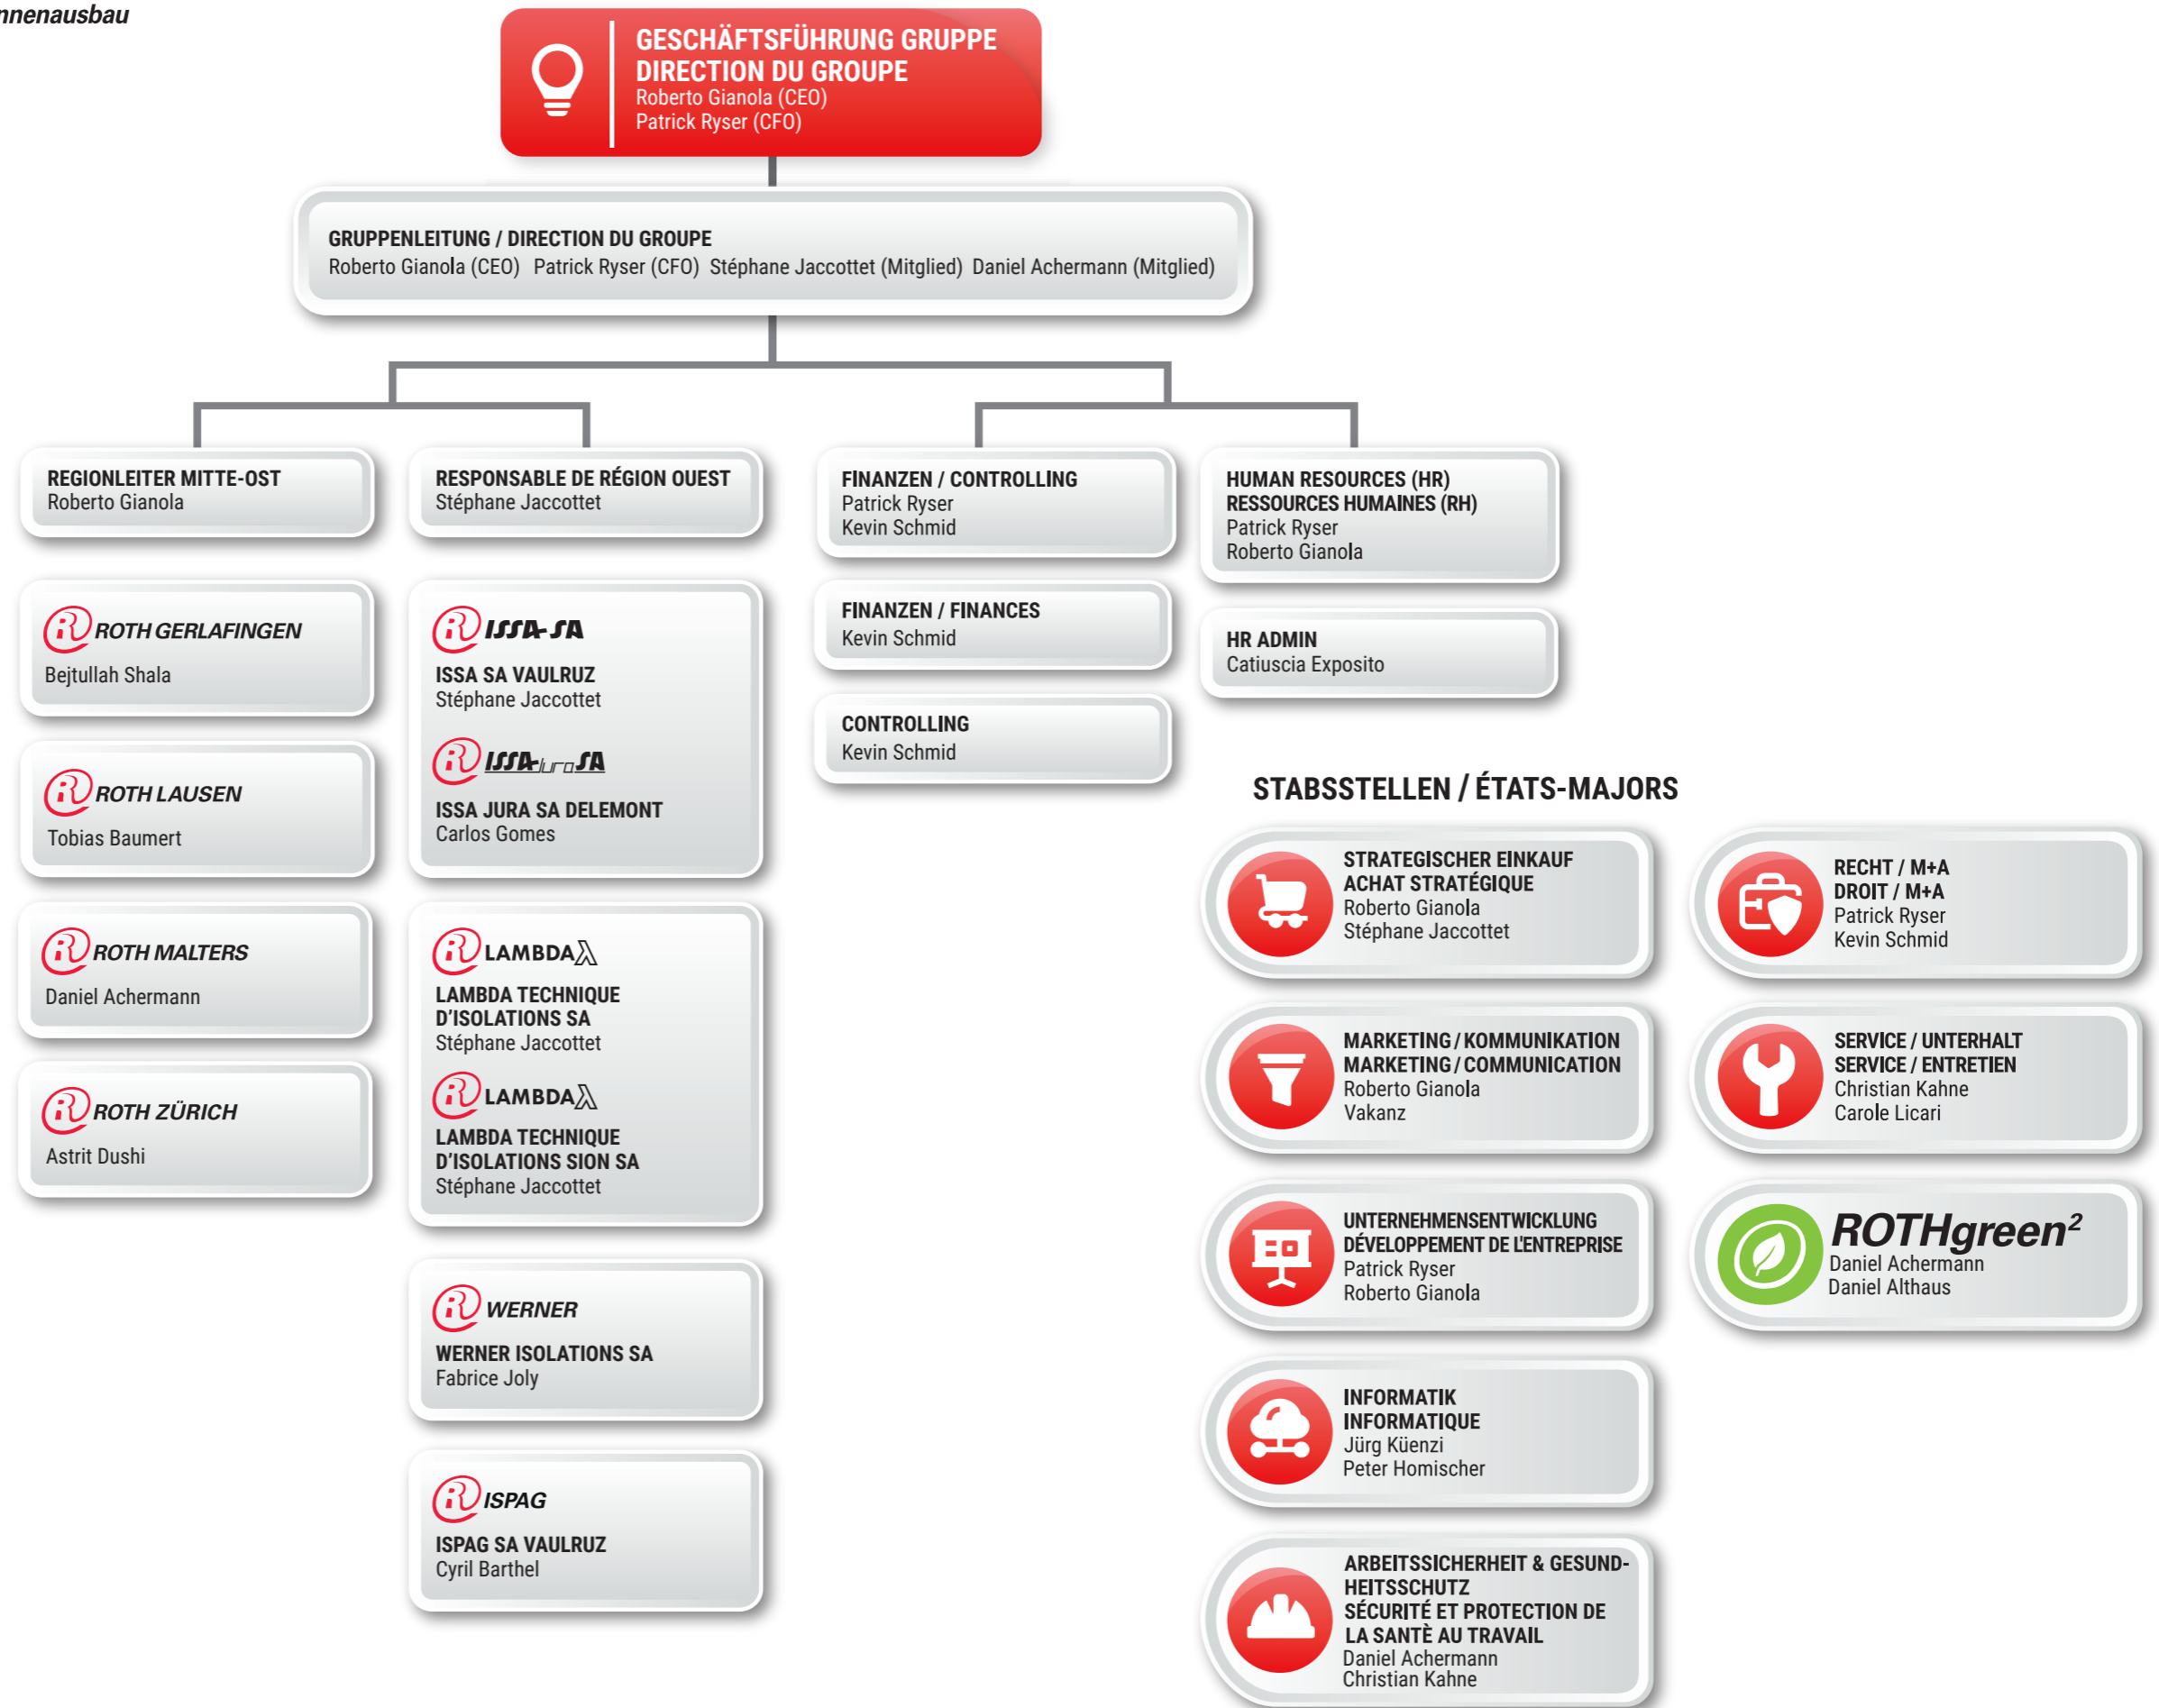 nnenausbau
GESCHÄFTSFÜHRUNG GRUPPE
DIRECTION DU GROUPE
Roberto Gianola (CEO)
Patrick Ryser (CFO)
GRUPPENLEITUNG / DIRECTION DU GROUPE
Roberto Gianola (CEO) Patrick Ryser (CFO) Stéphane Jaccottet (Mitglied) Daniel Achermann (Mitglied)
REGIONLEITER MITTE-OST
Roberto Gianola
R ROTH GERLAFINGEN
Bejtullah Shala
R ROTH LAUSEN
Tobias Baumert
R ROTH MALTERS
Daniel Achermann
R ROTH ZÜRICH
Astrit Dushi
RESPONSABLE DE RÉGION OUEST
Stéphane Jaccottet
R ISSA-SA
ISSA SA VAULRUZ
Stéphane Jaccottet
R ISSA Jura SA
ISSA JURA SA DELEMONT
Carlos Gomes
R LAMBDA λ
LAMBDA TECHNIQUE
D'ISOLATIONS SA
Stéphane Jaccottet
R LAMBDA λ
LAMBDA TECHNIQUE
D'ISOLATIONS SION SA
Stéphane Jaccottet
R WERNER
WERNER ISOLATIONS SA
Fabrice Joly
R ISPAG
ISPAG SA VAULRUZ
Cyril Barthel
FINANZEN / CONTROLLING
Patrick Ryser
Kevin Schmid
FINANZEN / FINANCES
Kevin Schmid
CONTROLLING
Kevin Schmid
HUMAN RESOURCES (HR)
RESSOURCES HUMAINES (RH)
Patrick Ryser
Roberto Gianola
HR ADMIN
Catiuscia Exposito
STABSSTELLEN / ÉTATS-MAJORS
STRATEGISCHER EINKAUF
ACHAT STRATÉGIQUE
Roberto Gianola
Stéphane Jaccottet
MARKETING / KOMMUNIKATION
MARKETING / COMMUNICATION
Roberto Gianola
Vakanz
UNTERNEHMENSENTWICKLUNG
DÉVELOPPEMENT DE L'ENTREPRISE
Patrick Ryser
Roberto Gianola
INFORMATIK
INFORMATIQUE
Jürg Küenzi
Peter Homischer
ARBEITSSICHERHEIT & GESUND-
HEITSSCHUTZ
SÉCURITÉ ET PROTECTION DE
LA SANTÈ AU TRAVAIL
Daniel Achermann
Christian Kahne
RECHT / M+A
DROIT / M+A
Patrick Ryser
Kevin Schmid
SERVICE / UNTERHALT
SERVICE / ENTRETIEN
Christian Kahne
Carole Licari
ROTHgreen²
Daniel Achermann
Daniel Althaus